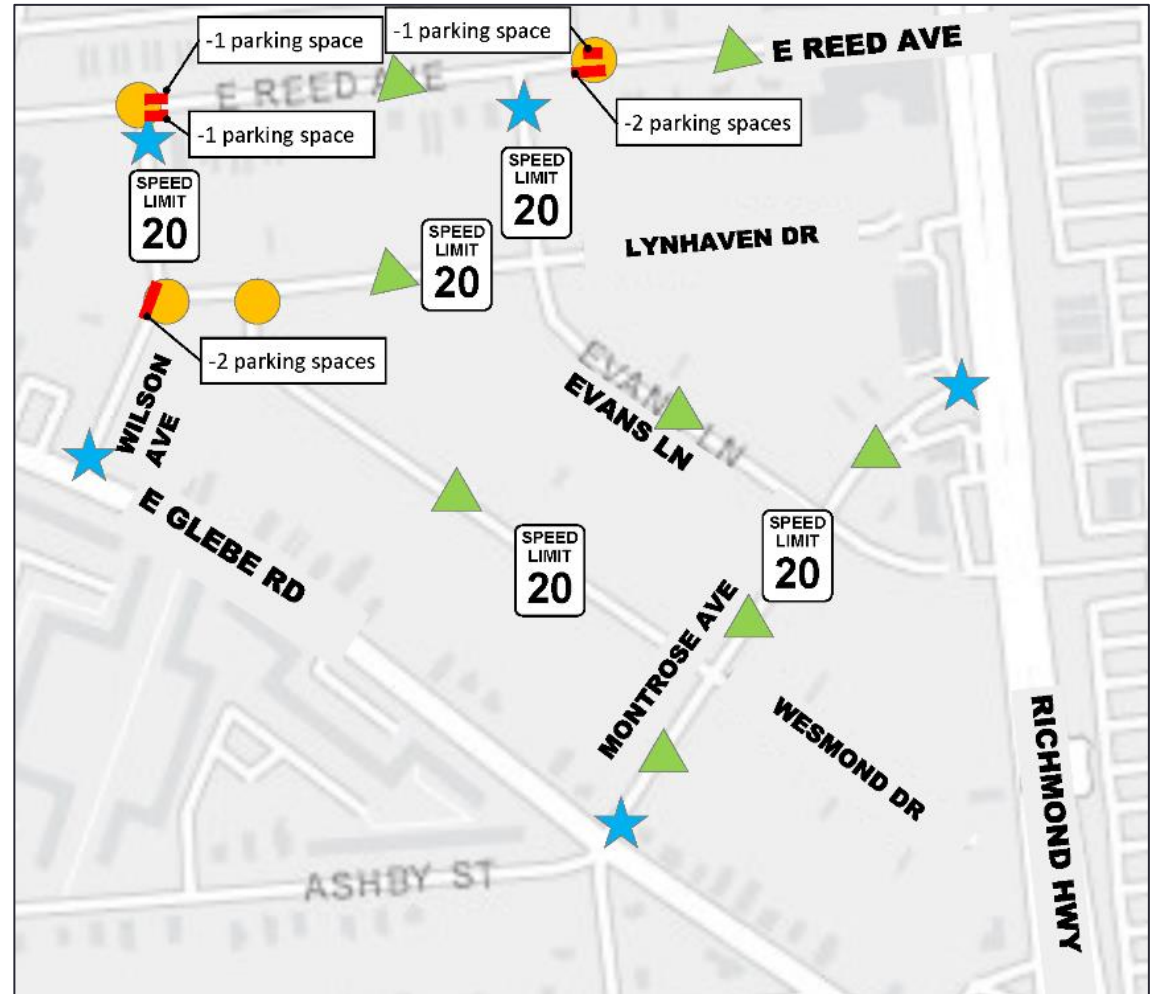 -1 parking space
-1 parking space
E REED AVE
E REED AVE
-1 parking space
-2 parking spaces
SPEED
LIMIT
20
SPEED
LIMIT
20
LYNHAVEN DR
SPEED
LIMIT
20
-2 parking spaces
WILSON
AVE
EVANS LN
EVANS LN
E GLEBE RD
SPEED
LIMIT
20
SPEED
LIMIT
20
MONTROSE AVE
WESMOND DR
RICHMOND HWY
ASHBY ST